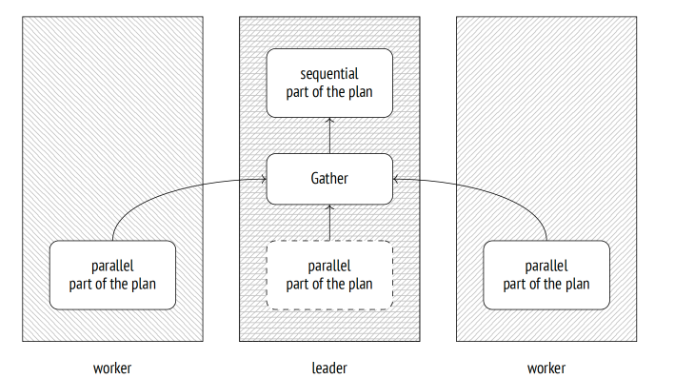 sequential
part of the plan
Gather
parallel
part of the plan
parallel
part of the plan
parallel
part of the plan
worker
leader
worker